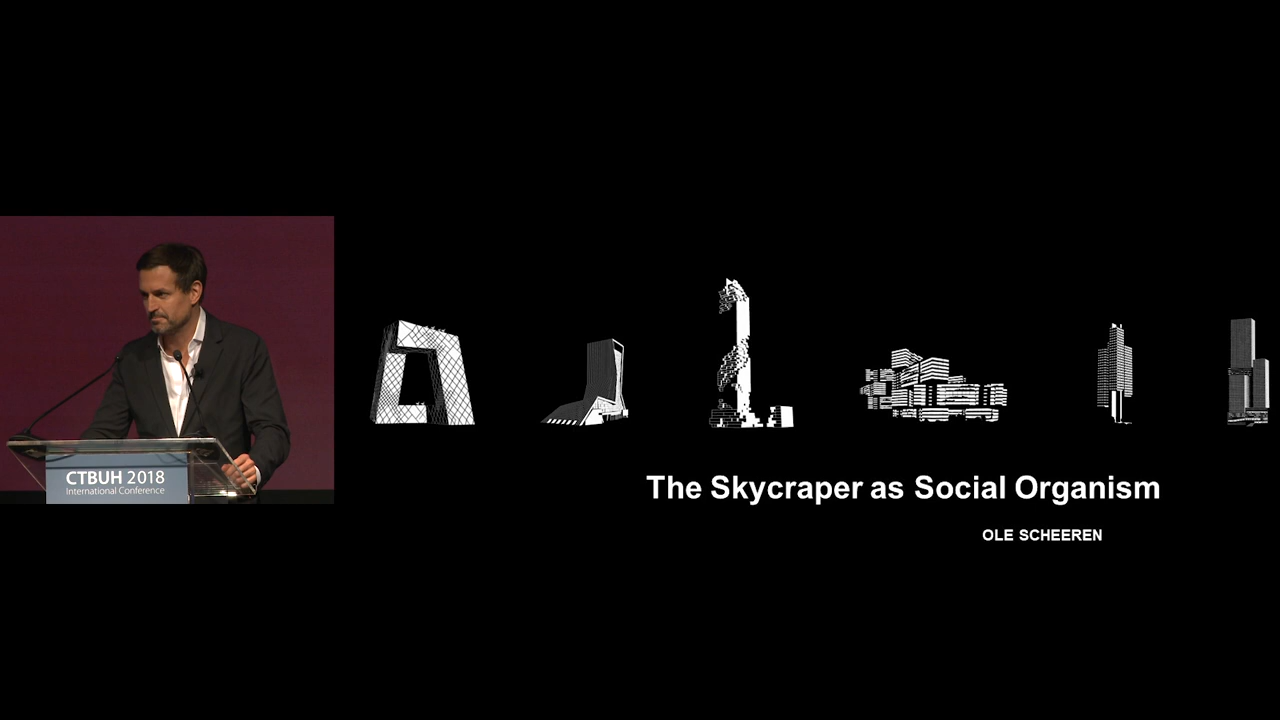 CTBUH 2018
International Conference
The Skycraper as Social Organism
OLE SCHEEREN